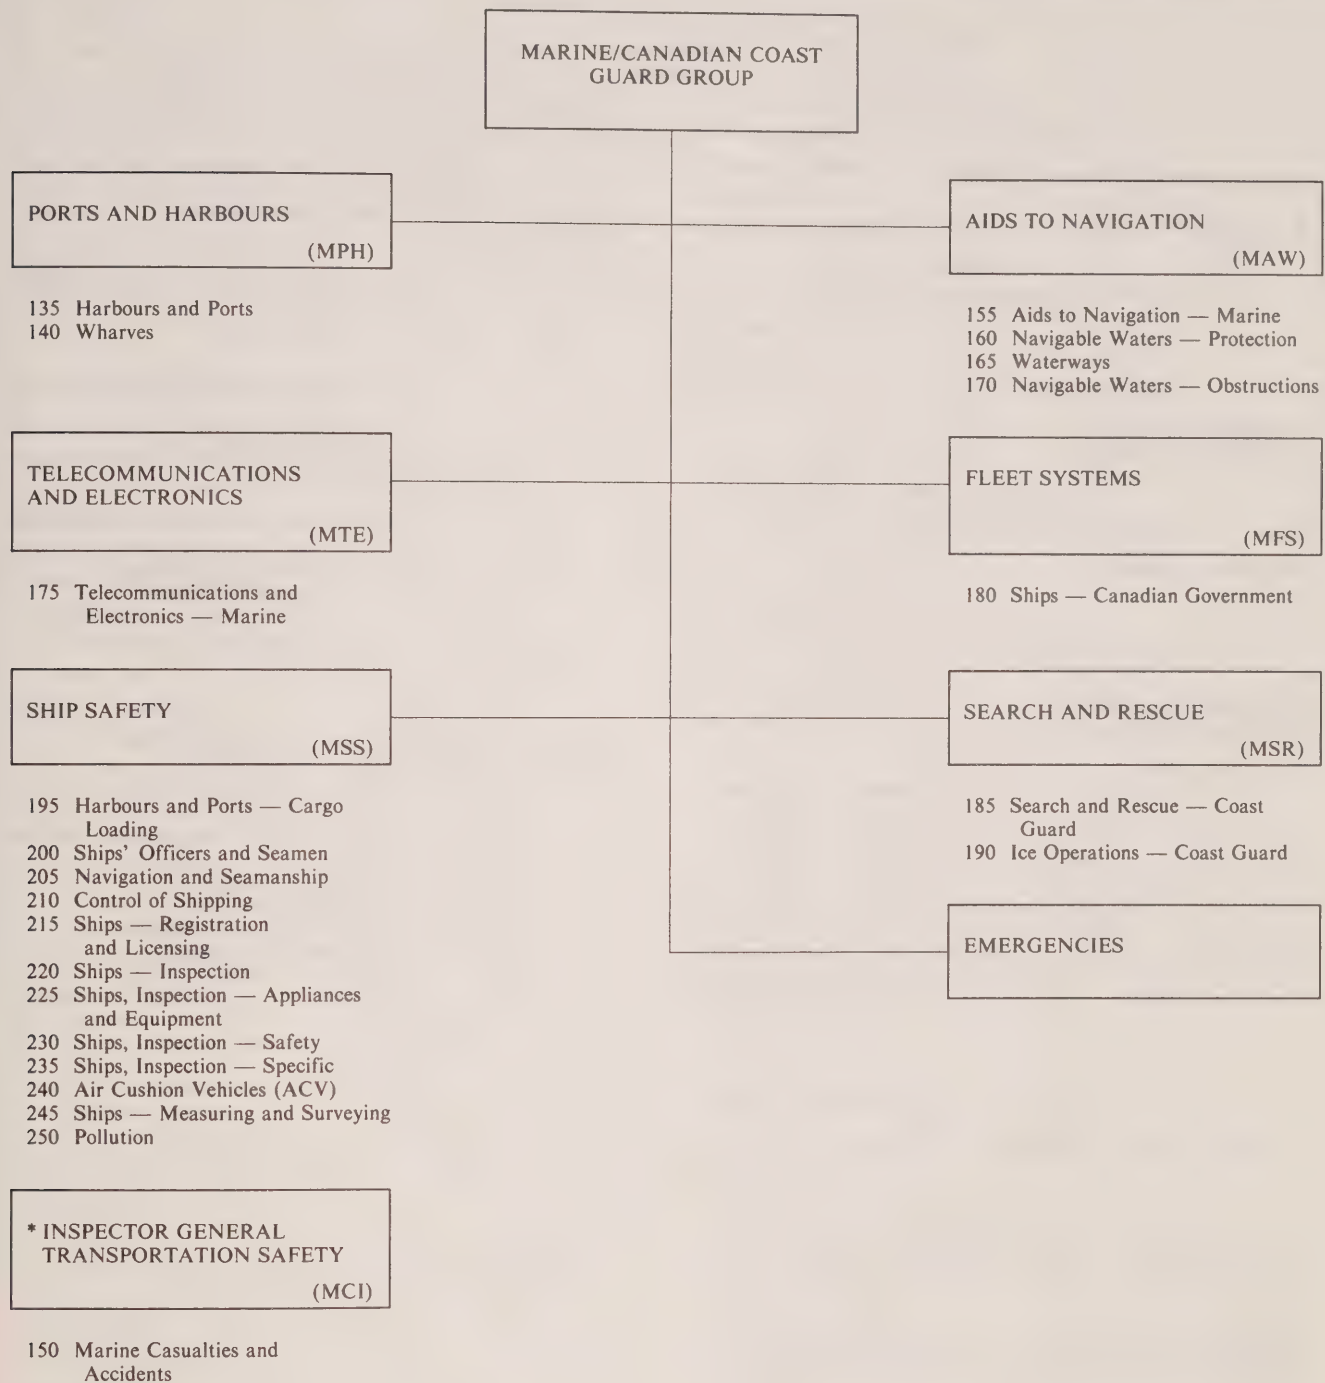 MARINE/CANADIAN COAST
GUARD GROUP
PORTS AND HARBOURS
(MPH)
135 Harbours and Ports
140 Wharves
AIDS TO NAVIGATION
(MAW)
155 Aids to Navigation — Marine
160 Navigable Waters — Protection
165 Waterways
170 Navigable Waters — Obstructions
TELECOMMUNICATIONS
AND ELECTRONICS
(MTE)
175 Telecommunications and
Electronics — Marine
FLEET SYSTEMS
(MFS)
180 Ships — Canadian Government
SHIP SAFETY
(MSS)
195 Harbours and Ports — Cargo
Loading
200 Ships' Officers and Seamen
205 Navigation and Seamanship
210 Control of Shipping
215 Ships — Registration
and Licensing
220 Ships — Inspection
225 Ships, Inspection — Appliances
and Equipment
230 Ships, Inspection — Safety
235 Ships, Inspection — Specific
240 Air Cushion Vehicles (ACV)
245 Ships — Measuring and Surveying
250 Pollution
SEARCH AND RESCUE
(MSR)
185 Search and Rescue — Coast
Guard
190 Ice Operations — Coast Guard
EMERGENCIES
* INSPECTOR GENERAL
TRANSPORTATION SAFETY
(MCI)
150 Marine Casualties and
Accidents